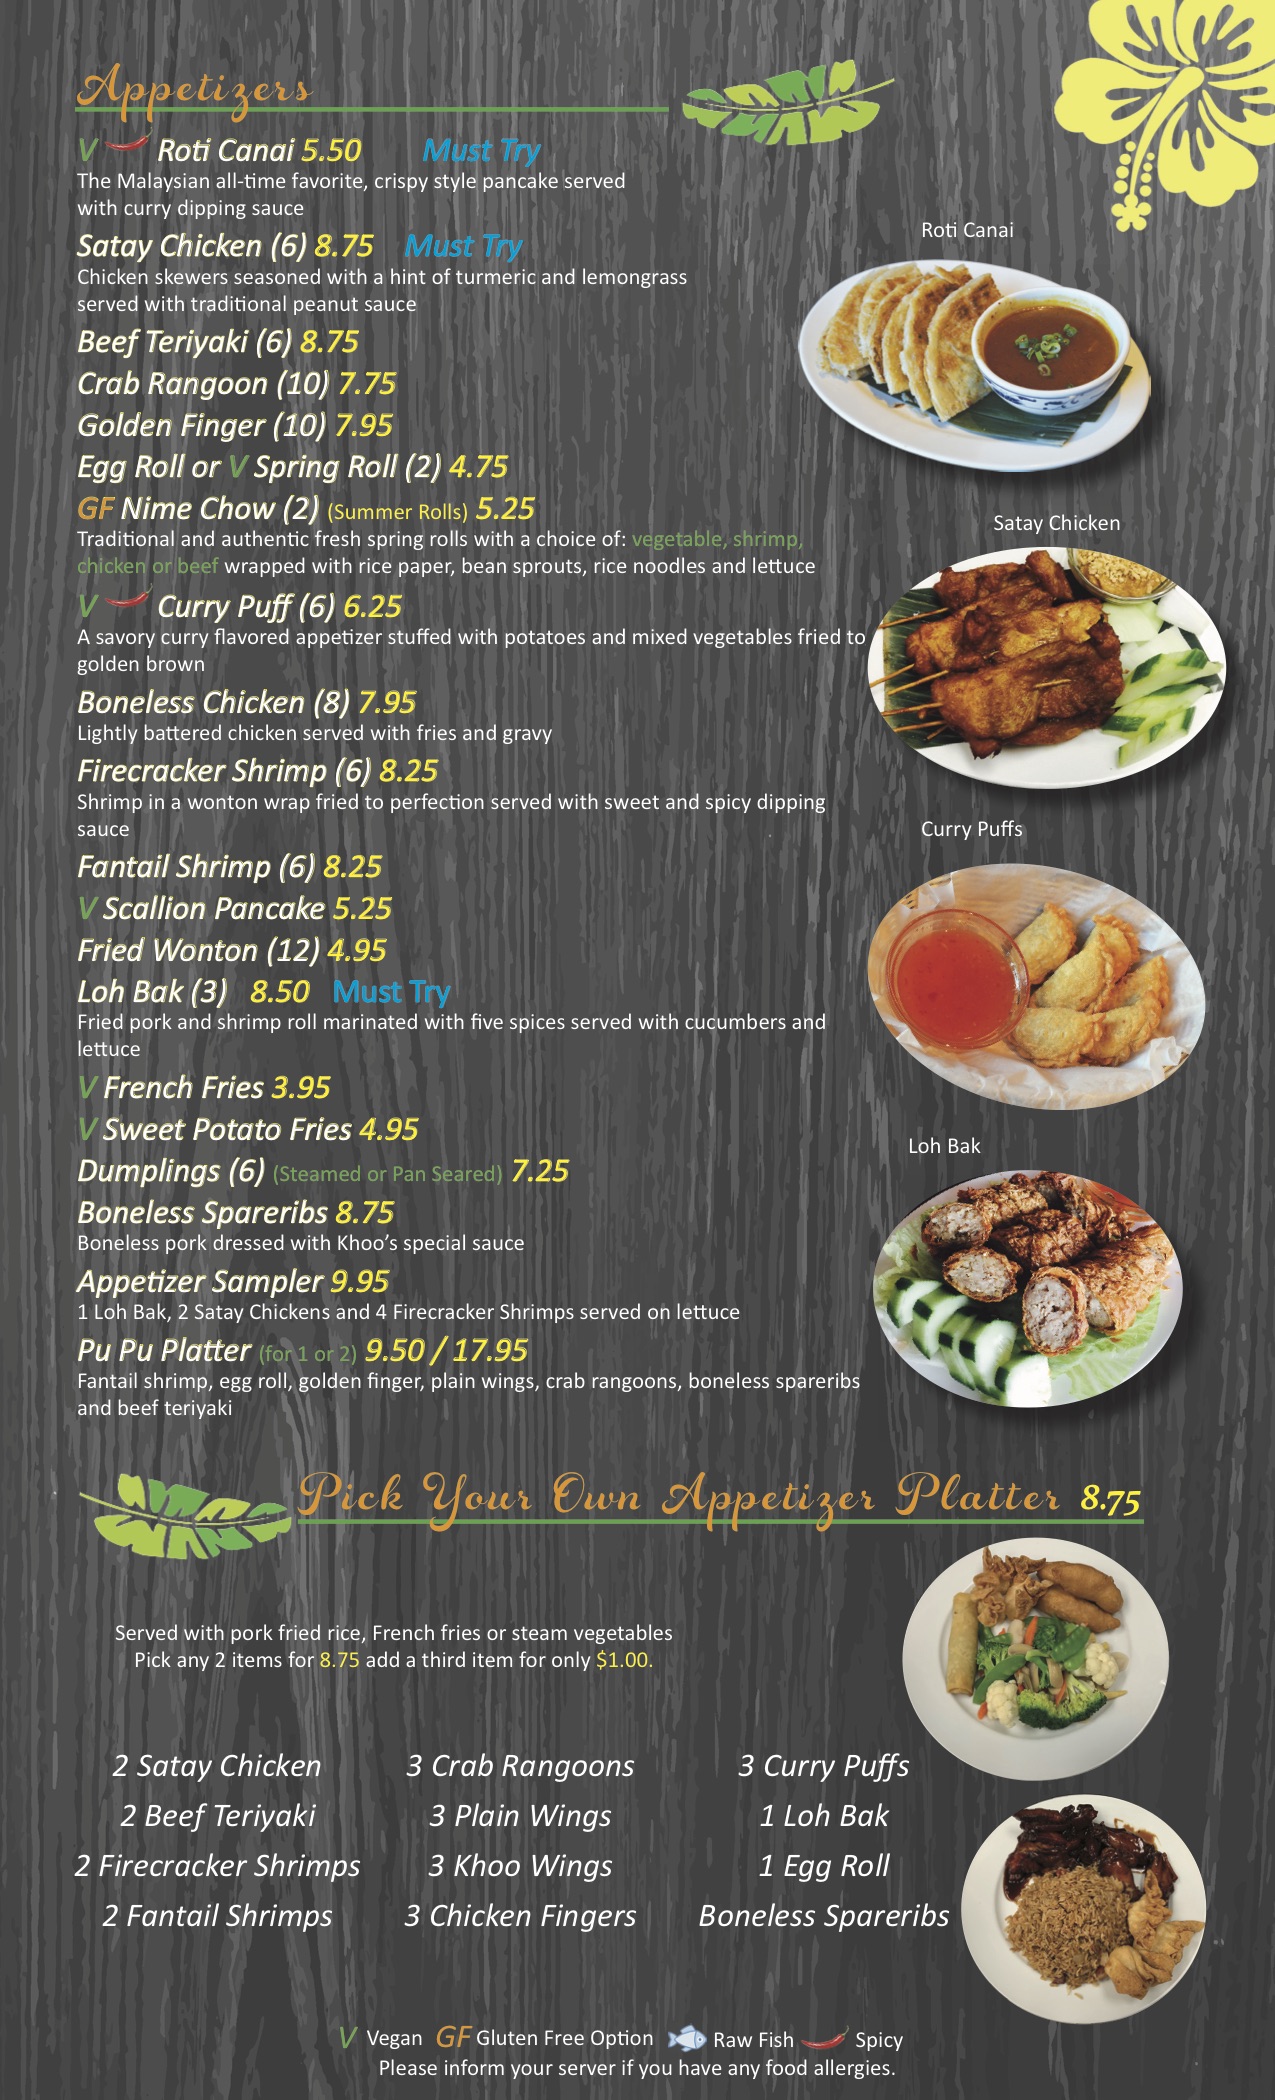 Appetizers
V Roti Canai 5.50 Must Try
The Malaysian all-time favorite, crispy style pancake served
with curry dipping sauce
Satay Chicken (6) 8.75 Must Try
Chicken skewers seasoned with a hint of turmeric and lemongrass
served with traditional peanut sauce
Beef Teriyaki (6) 8.75
Crab Rangoon (10) 7.75
Golden Finger (10) 7.95
Egg Roll or V Spring Roll (2) 4.75
GF Nime Chow (2) (Summer Rolls) 5.25
Traditional and authentic fresh spring rolls with a choice of: vegetable, shrimp,
chicken or beef wrapped with rice paper, bean sprouts, rice noodles and lettuce
V Curry Puff (6) 6.25
A savory curry flavored appetizer stuffed with potatoes and mixed vegetables fried to
golden brown
Boneless Chicken (8) 7.95
Lightly battered chicken served with fries and gravy
Firecracker Shrimp (6) 8.25
Shrimp in a wonton wrap fried to perfection served with sweet and spicy dipping
sauce
Fantail Shrimp (6) 8.25
V Scallion Pancake 5.25
Fried Wonton (12) 4.95
Loh Bak (3) 8.50 Must Try
Fried pork and shrimp roll marinated with five spices served with cucumbers and
lettuce
V French Fries 3.95
V Sweet Potato Fries 4.95
Dumplings (6) (Steamed or Pan Seared) 7.25
Boneless Spareribs 8.75
Boneless pork dressed with Khoo's special sauce
Appetizer Sampler 9.95
1 Loh Bak, 2 Satay Chickens and 4 Firecracker Shrimps served on lettuce
Pu Pu Platter (for 1 or 2) 9.50 / 17.95
Fantail shrimp, egg roll, golden finger, plain wings, crab rangoons, boneless spareribs
and beef teriyaki
Roti Canai
Satay Chicken
Curry Puffs
Loh Bak
Pick Your Own Appetizer Platter 8.75
Served with pork fried rice, French fries or steam vegetables
Pick any 2 items for 8.75 add a third item for only $1.00.
2 Satay Chicken
2 Beef Teriyaki
2 Firecracker Shrimps
2 Fantail Shrimps
3 Crab Rangoons
3 Plain Wings
3 Khoo Wings
3 Chicken Fingers
3 Curry Puffs
1 Loh Bak
1 Egg Roll
Boneless Spareribs
V Vegan GF Gluten Free Option Raw Fish Spicy
Please inform your server if you have any food allergies.